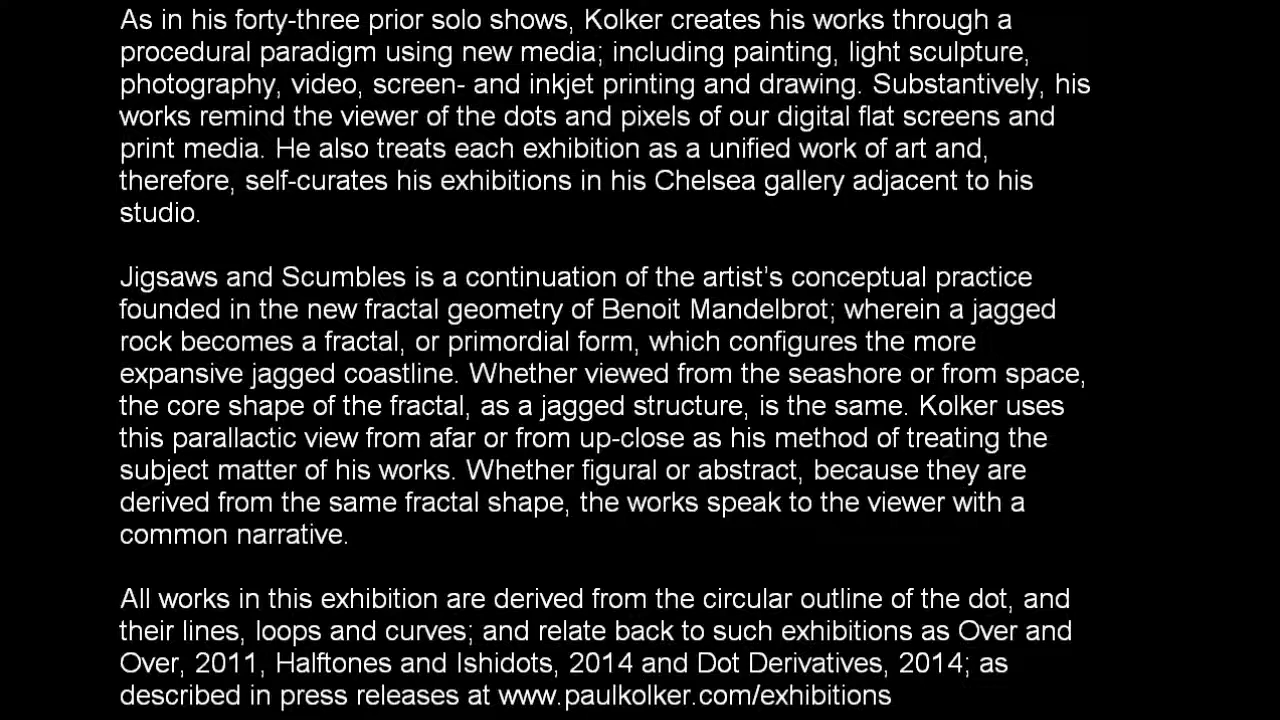 As in his forty-three prior solo shows, Kolker creates his works through a
procedural paradigm using new media; including painting, light sculpture,
photography, video, screen- and inkjet printing and drawing. Substantively, his
works remind the viewer of the dots and pixels of our digital flat screens and
print media. He also treats each exhibition as a unified work of art and,
therefore, self-curates his exhibitions in his Chelsea gallery adjacent to his
studio.
Jigsaws and Scumbles is a continuation of the artist's conceptual practice
founded in the new fractal geometry of Benoit Mandelbrot; wherein a jagged
rock becomes a fractal, or primordial form, which configures the more
expansive jagged coastline. Whether viewed from the seashore or from space,
the core shape of the fractal, as a jagged structure, is the same. Kolker uses
this parallactic view from afar or from up-close as his method of treating the
subject matter of his works. Whether figural or abstract, because they are
derived from the same fractal shape, the works speak to the viewer with a
common narrative.
All works in this exhibition are derived from the circular outline of the dot, and
their lines, loops and curves; and relate back to such exhibitions as Over and
Over, 2011, Halftones and Ishidots, 2014 and Dot Derivatives, 2014; as
described in press releases at www.paulkolker.com/exhibitions